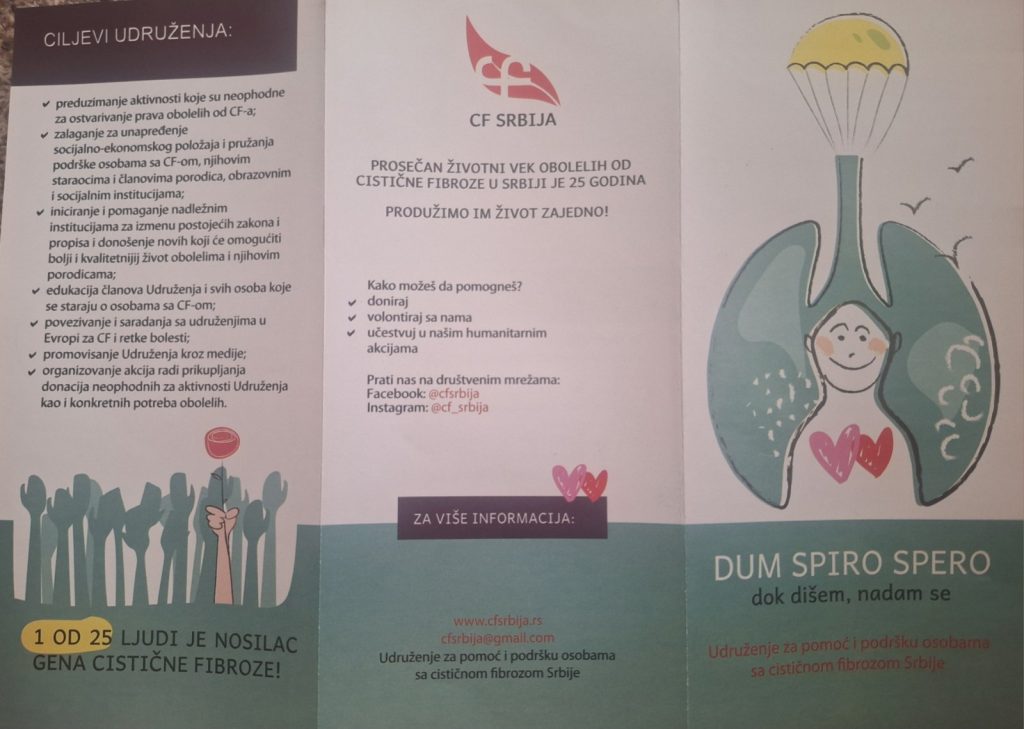 CILJEVI UDRUŽENJA:
preduzimanje aktivnosti koje su neophodne
za ostvarivanje prava obolelih od CF-a;
zalaganje za unapređenje
socijalno-ekonomskog položaja i pružanja
podrške osobama sa CF-om, njihovim
staraocima i članovima porodica, obrazovnim
i socijalnim institucijama;
iniciranje i pomaganje nadležnim
institucijama za izmenu postojećih zakona i
propisa i donošenje novih koji će omogućiti
bolji i kvalitetnijij život obolelima i njihovim
porodicama;
edukacija članova Udruženja i svih osoba koje
se staraju o osobama sa CF-om;
povezivanje i saradanja sa udruženjima u
Evropi za CF i retke bolesti;
promovisanje Udruženja kroz medije;
organizovanje akcija radi prikupljanja
donacija neophodnih za aktivnosti Udruženja
kao i konkretnih potreba obolelih.
1 OD 25 LJUDI JE NOSILAC
GENA CISTIČNE FIBROZE!
cf
CF SRBIJA
PROSEČAN ŽIVOTNI VEK OBOLELIH OD
CISTIČNE FIBROZE U SRBIJI JE 25 GODINA
PRODUŽIMO IM ŽIVOT ZAJEDNO!
Kako možeš da pomogneš?
doniraj
volontiraj sa nama
učestvuj u našim humanitarnim
akcijama
Prati nas na društvenim mrežama:
Facebook: @cfsrbija
Instagram: @cf_srbija
ZA VIŠE INFORMACIJA:
www.cfsrbija.rs
cfsrbija@gmail.com
Udruženje za pomoć i podršku osobama
sa cističnom fibrozom Srbije
DUM SPIRO SPERO
dok dišem, nadam se
Udruženje za pomoć i podršku osobama
sa cističnom fibrozom Srbije